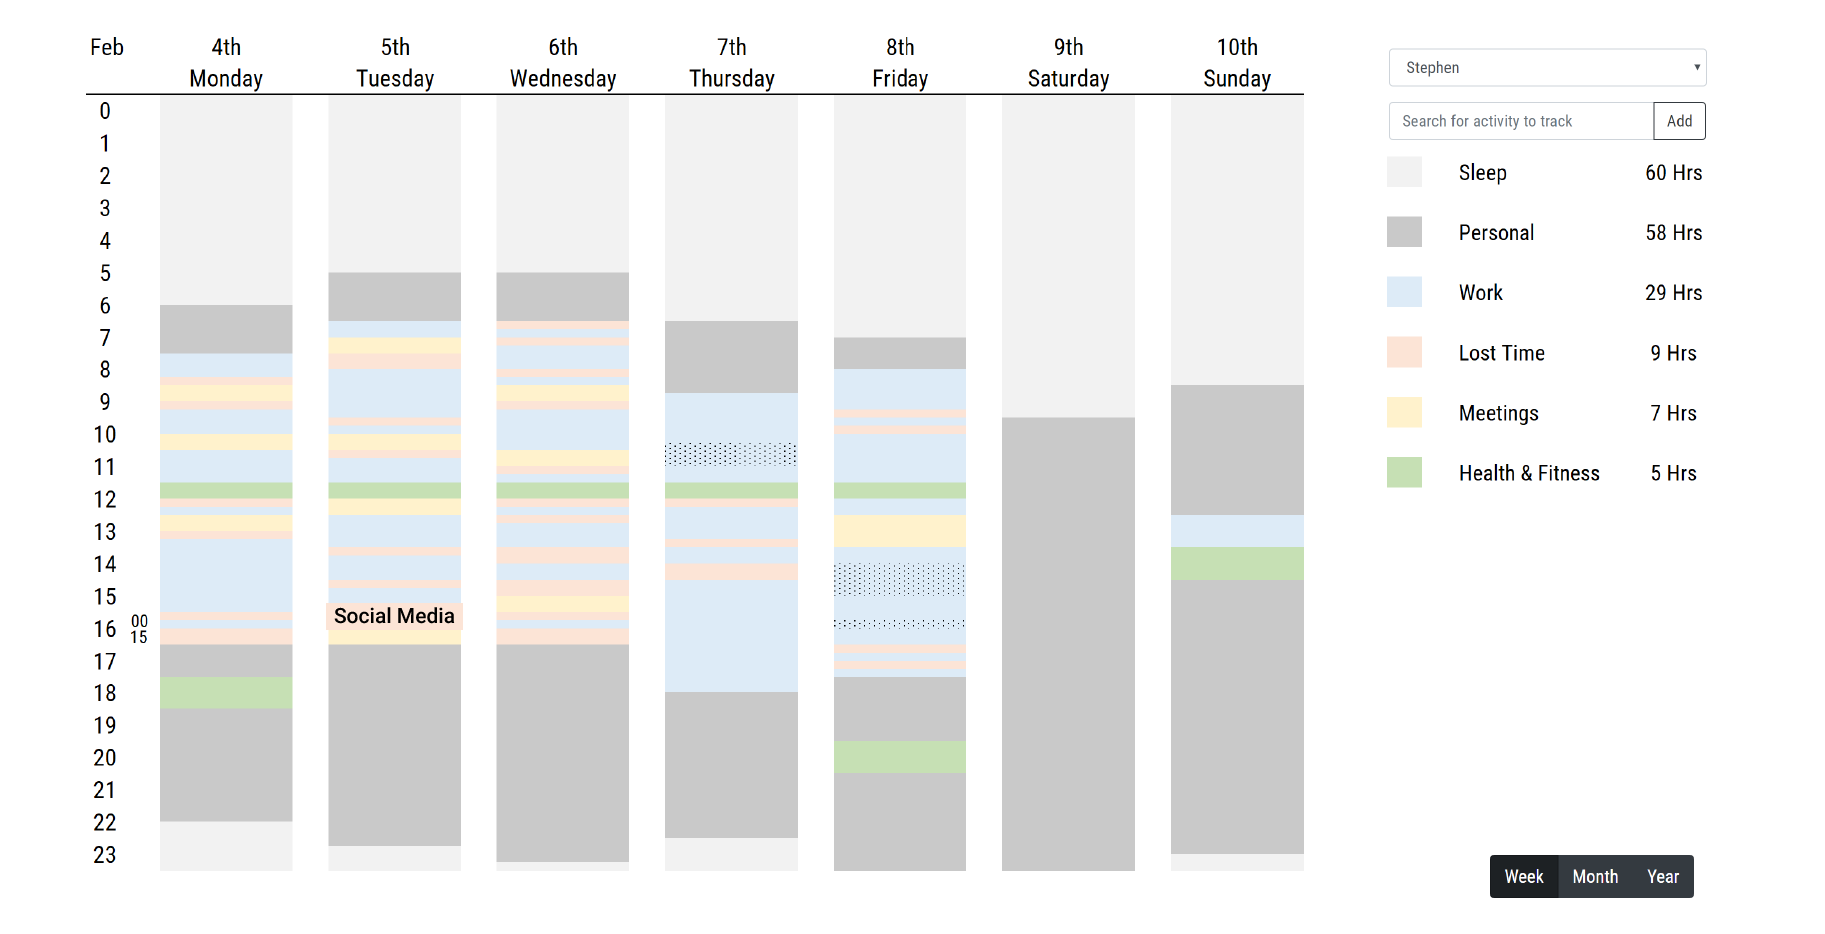 Feb 4th 5th 6th 7th 8th 9th 10th
Monday Tuesday Wednesday Thursday Friday Saturday Sunday
0
1
2
3
4
5
6
7
8
9
10
11
12
13
14
15
Social Media
00
16
15
17
18
19
20
21
22
23
Stephen
Search for activity to track Add
Sleep 60 Hrs
Personal 58 Hrs
Work 29 Hrs
Lost Time 9 Hrs
Meetings 7 Hrs
Health & Fitness 5 Hrs
Week Month Year